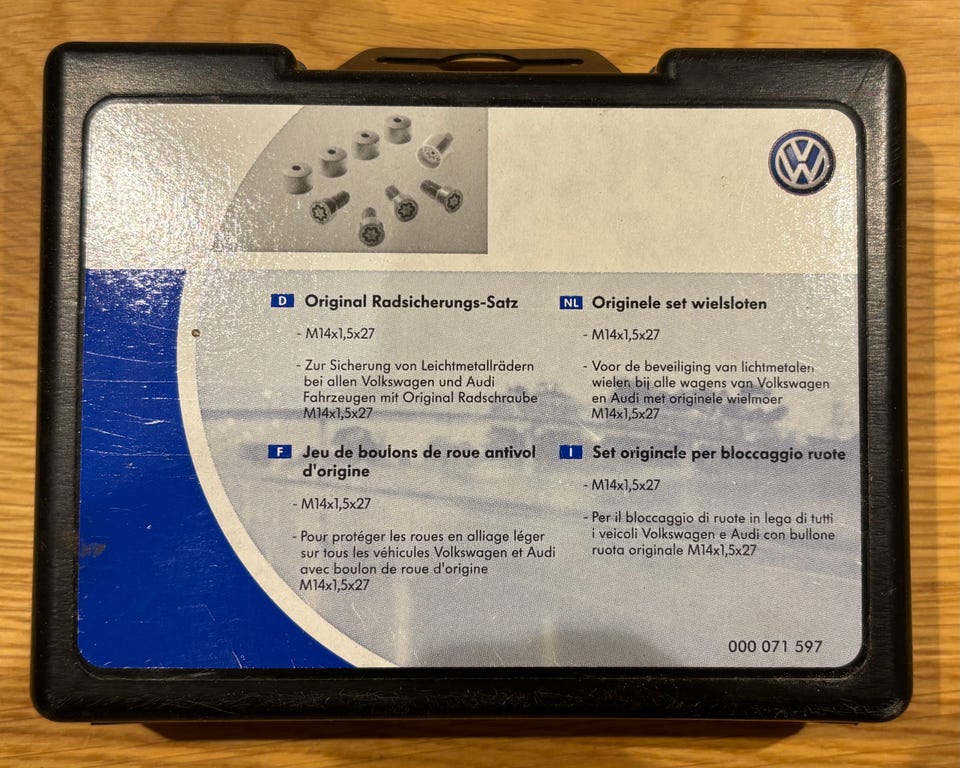 VW
D Original Radsicherungs-Satz
- M14x1,5x27
- Zur Sicherung von Leichtmetallrädern
bei allen Volkswagen und Audi
Fahrzeugen mit Original Radschraube
M14x1,5x27
NL Originele set wielsloten
- M14x1,5x27
- Voor de beveiliging van lichtmetalen
wielen bij alle wagens van Volkswagen
en Audi met originele wielmoer
M14x1,5x27
F Jeu de boulons de roue antivol
d'origine
- M14x1,5x27
- Pour protéger les roues en alliage léger
sur tous les véhicules Volkswagen et Audi
avec boulon de roue d'origine
M14x1,5x27
I Set originale per bloccaggio ruote
- M14x1,5x27
- Per il bloccaggio di ruote in lega di tutti
i veicoli Volkswagen e Audi con bullone
ruota originale M14x1,5x27
000 071 597